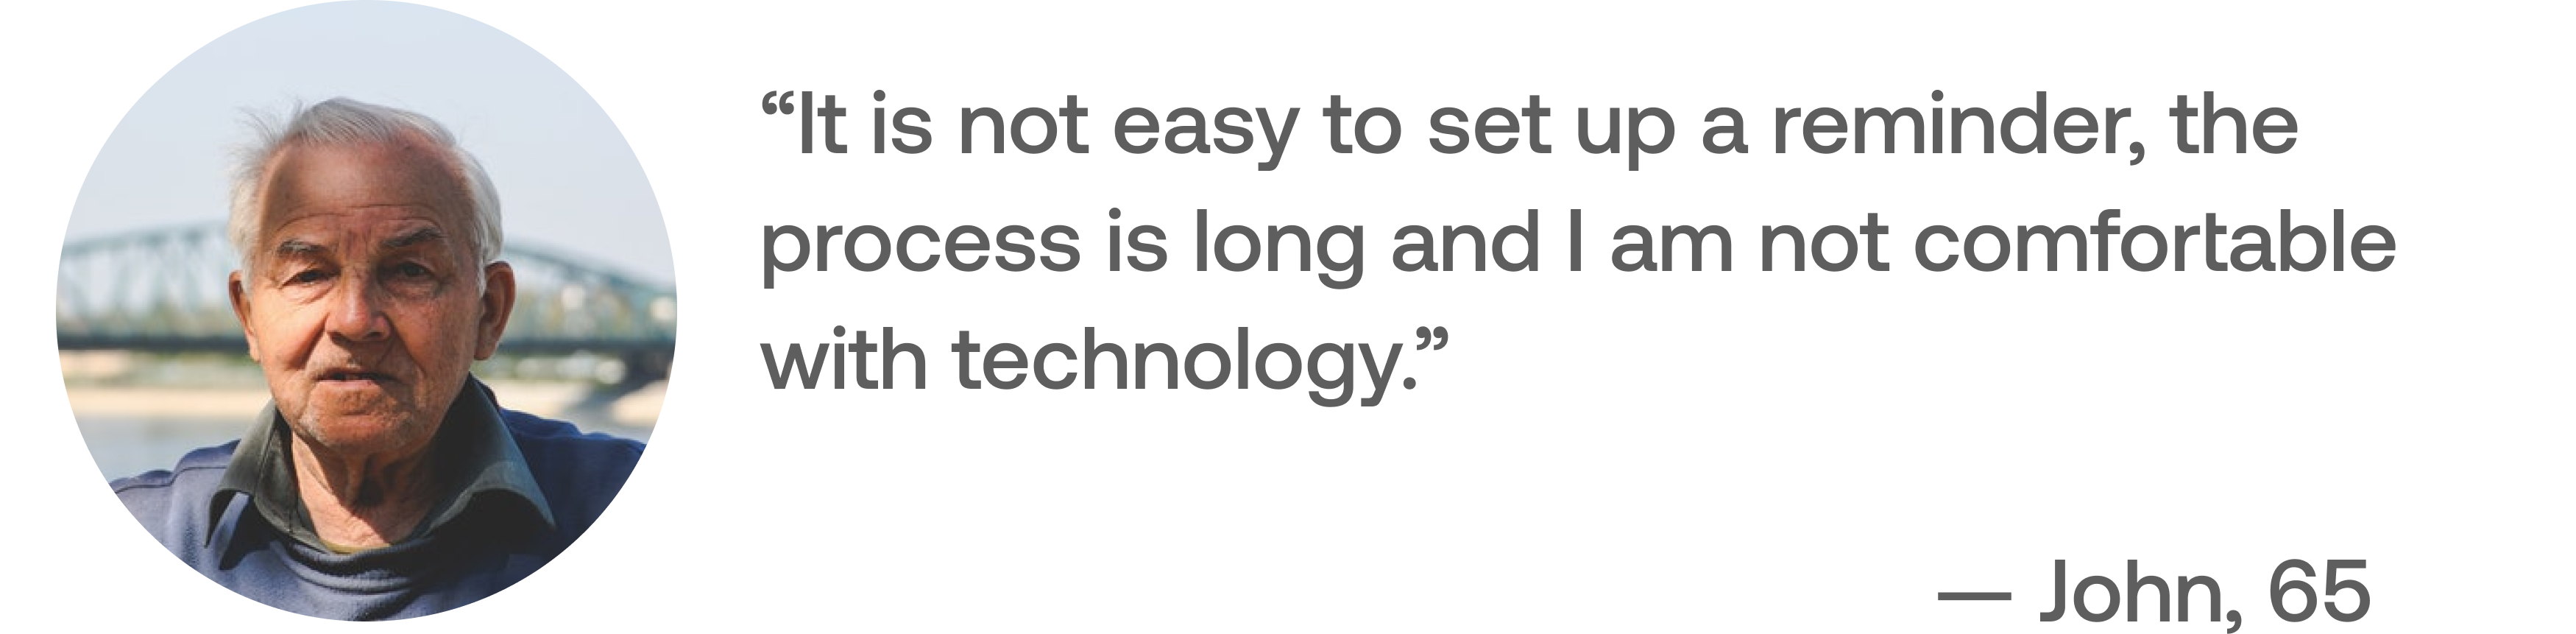 “It is not easy to set up a reminder, the
process is long and I am not comfortable
with technology.”
— John, 65